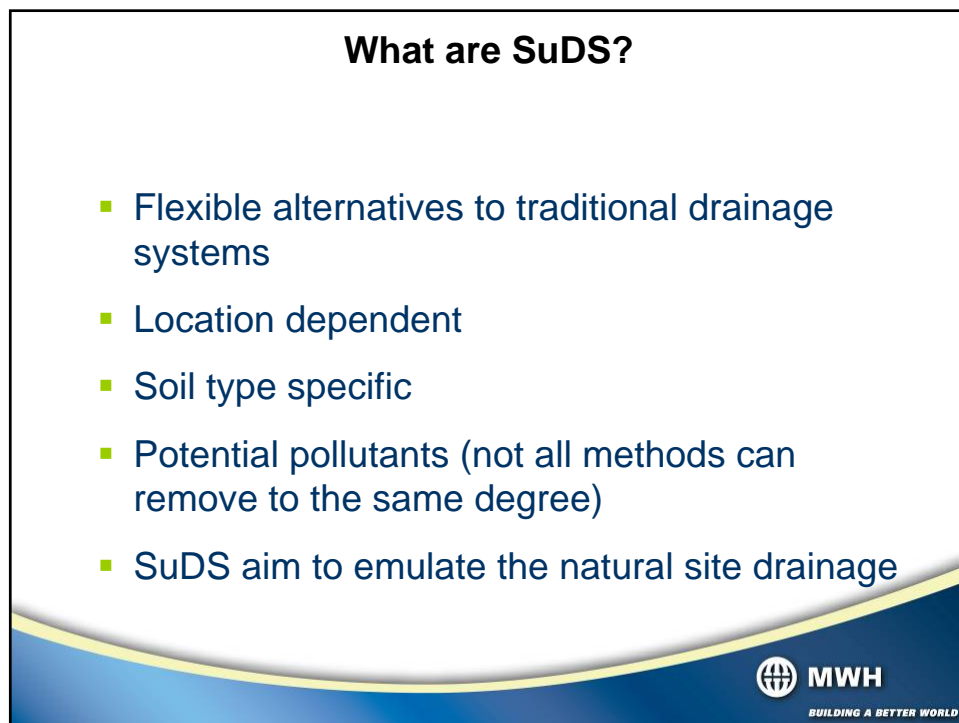 What are SuDS?
▪ Flexible alternatives to traditional drainage
systems
▪ Location dependent
▪ Soil type specific
▪ Potential pollutants (not all methods can
remove to the same degree)
▪ SuDS aim to emulate the natural site drainage
MWH
BUILDING A BETTER WORLD